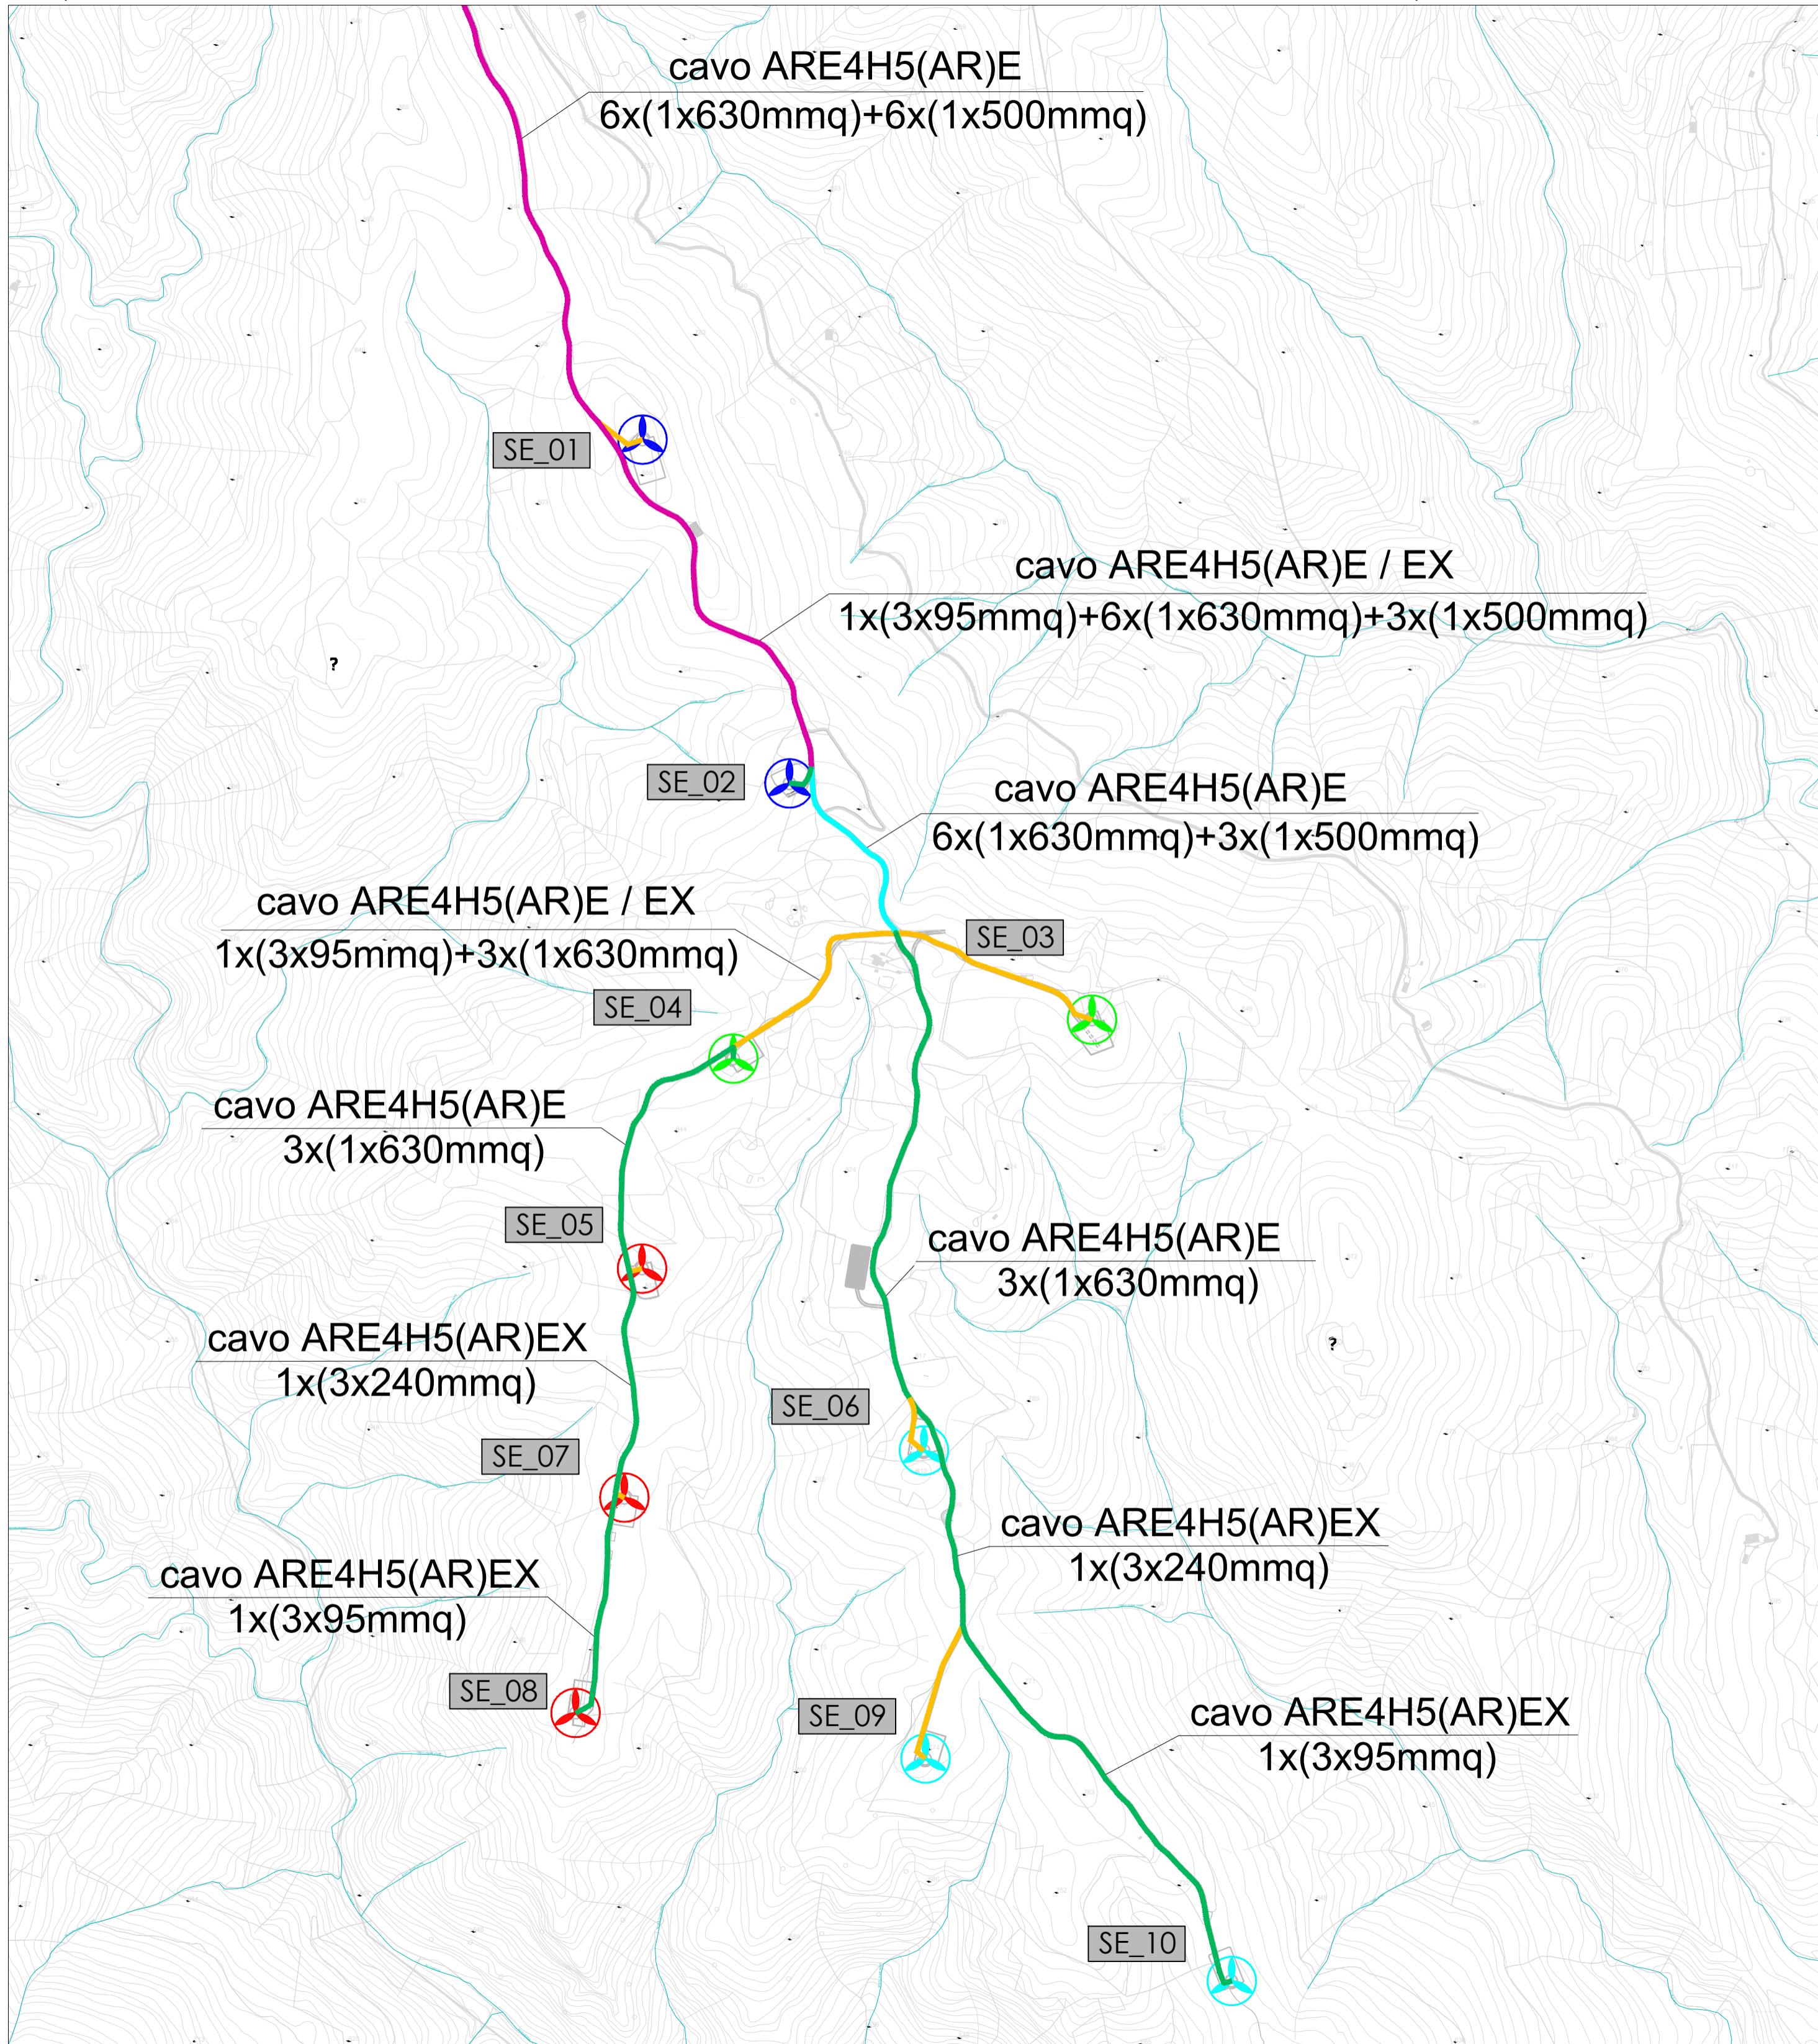 cavo ARE4H5(AR)E
6x(1x630mmq)+6x(1x500mmq)
SE_01
cavo ARE4H5(AR)E / EX
1x(3x95mmq)+6x(1x630mmq)+3x(1x500mmq)
?
SE_02
cavo ARE4H5(AR)E
6x(1x630mmq)+3x(1x500mmq)
cavo ARE4H5(AR)E / EX
1x(3x95mmq)+3x(1x630mmq)
SE_03
SE_04
cavo ARE4H5(AR)E
3x(1x630mmq)
SE_05
cavo ARE4H5(AR)E
3x(1x630mmq)
cavo ARE4H5(AR)EX
1x(3x240mmq)
?
SE_06
SE_07
cavo ARE4H5(AR)EX
1x(3x240mmq)
cavo ARE4H5(AR)EX
1x(3x95mmq)
SE_08
SE_09
cavo ARE4H5(AR)EX
1x(3x95mmq)
SE_10